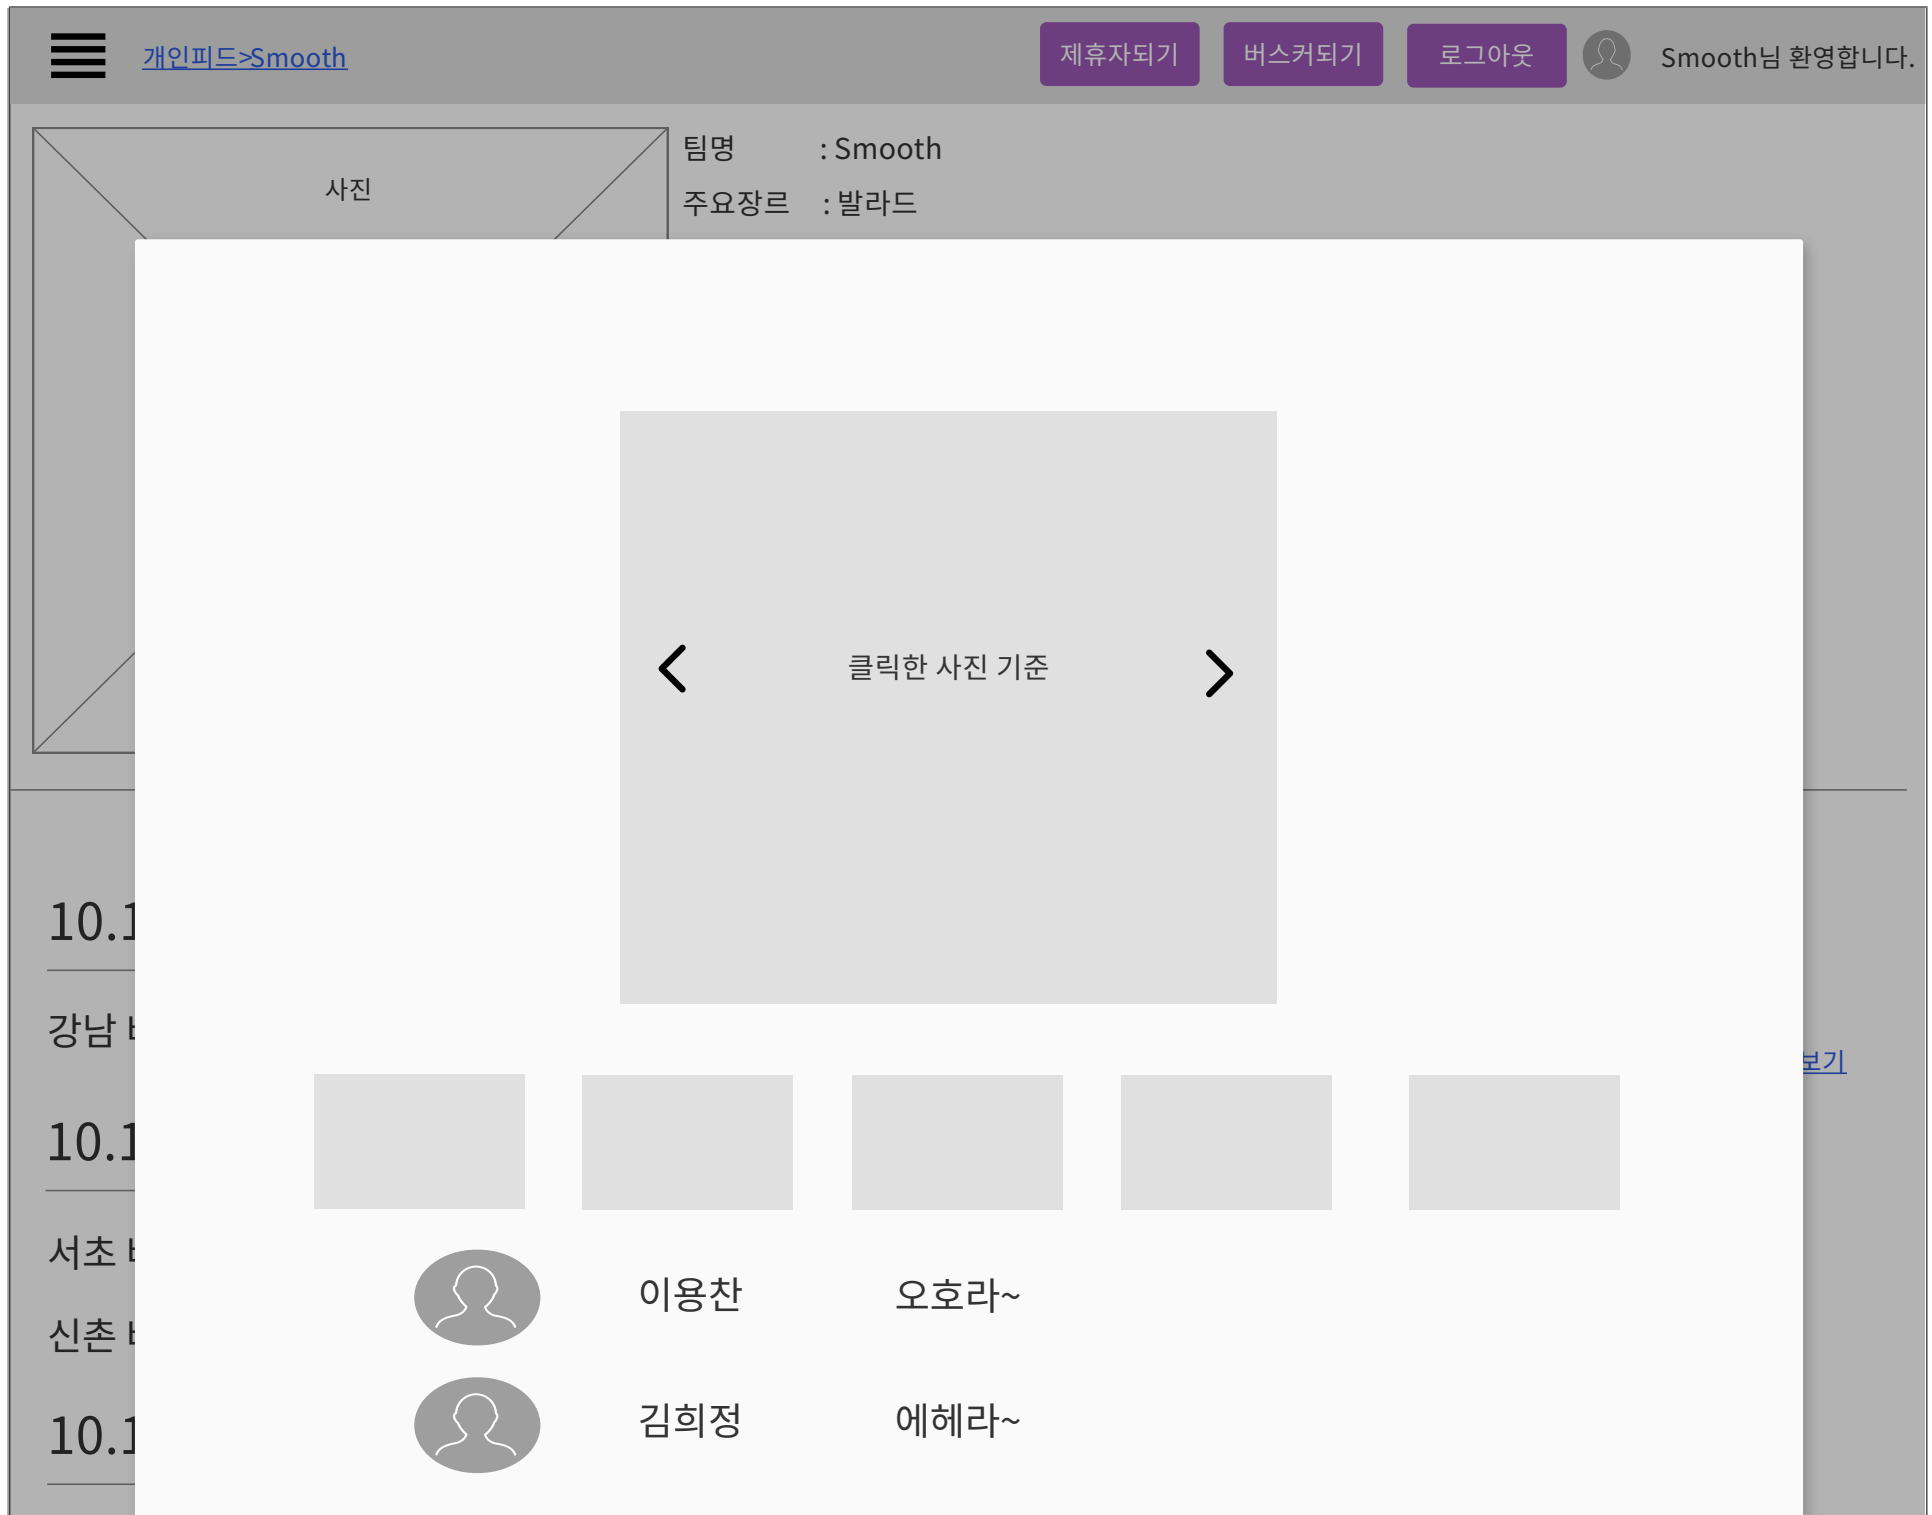 개인피드>Smooth
제휴자되기
버스커되기
로그아웃
Smooth님 환영합니다.
사진
팀명 : Smooth
주요장르 : 발라드
클릭한 사진 기준
10.1
강남
보기
10.1
서초
이용찬 오호라~
신촌
김희정 에헤라~
10.1